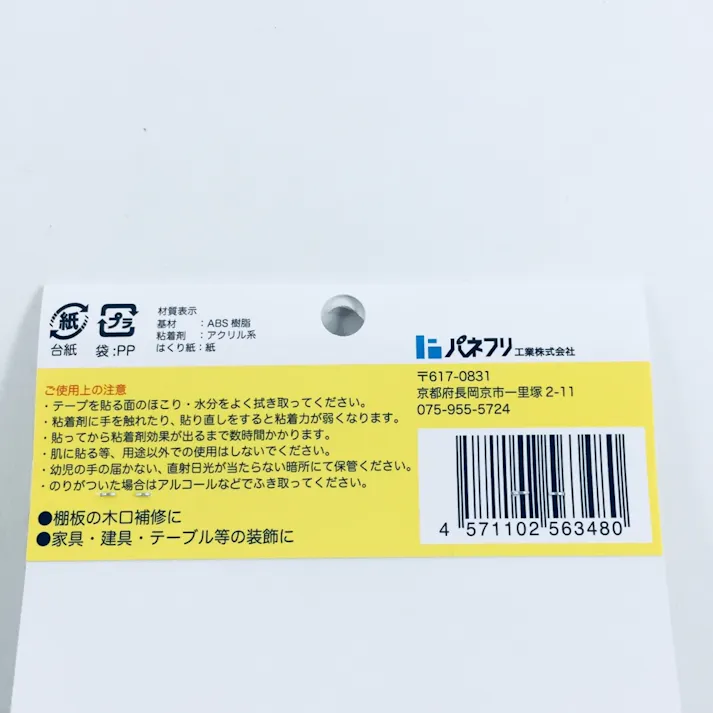 紙
台紙
プラ
袋:PP
材質表示
基材 : ABS樹脂
粘着剤 : アクリル系
はくり紙:紙
パネフリ工業株式会社
〒617-0831
京都府長岡京市一里塚2-11
075-955-5724
ご使用上の注意
・テープを貼る面のほこり・水分をよく拭き取ってください。
・粘着剤に手を触れたり、貼り直しをすると粘着力が弱くなります。
・貼ってから粘着剤効果が出るまで数時間かかります。
・肌に貼る等、用途以外での使用はしないでください。
・幼児の手の届かない、直射日光が当たらない暗所にて保管ください。
・のりがついた場合はアルコールなどでふき取ってください。
●棚板の木口補修に
●家具・建具・テーブル等の装飾に
4 571102 563480